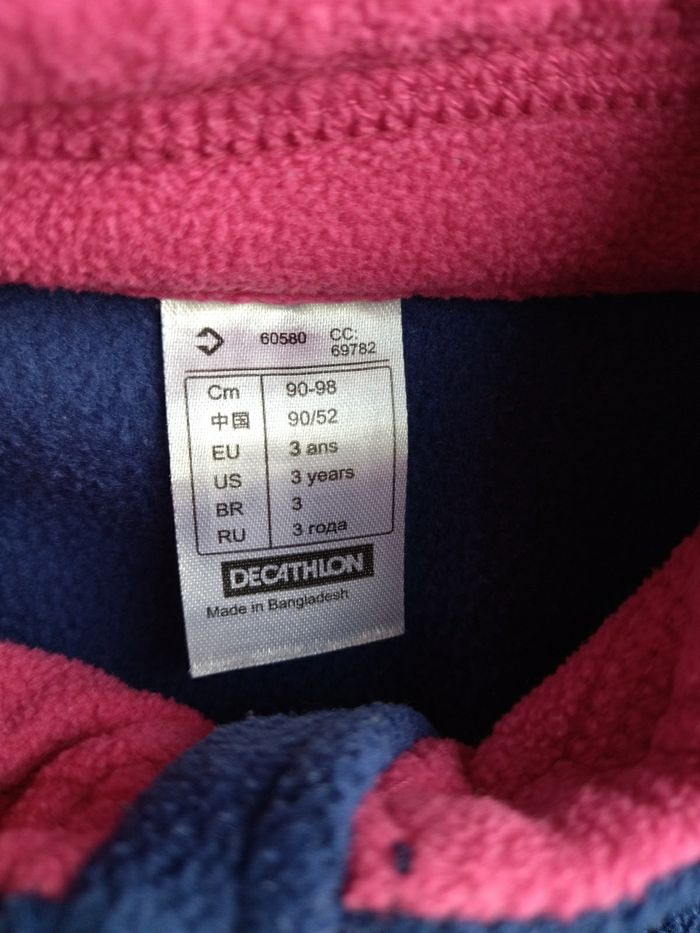 60580 CC:
69782
Cm 90-98
中国 90/52
EU 3 ans
US 3 years
BR 3
RU 3 года
DECATHLON
Made in Bangladesh